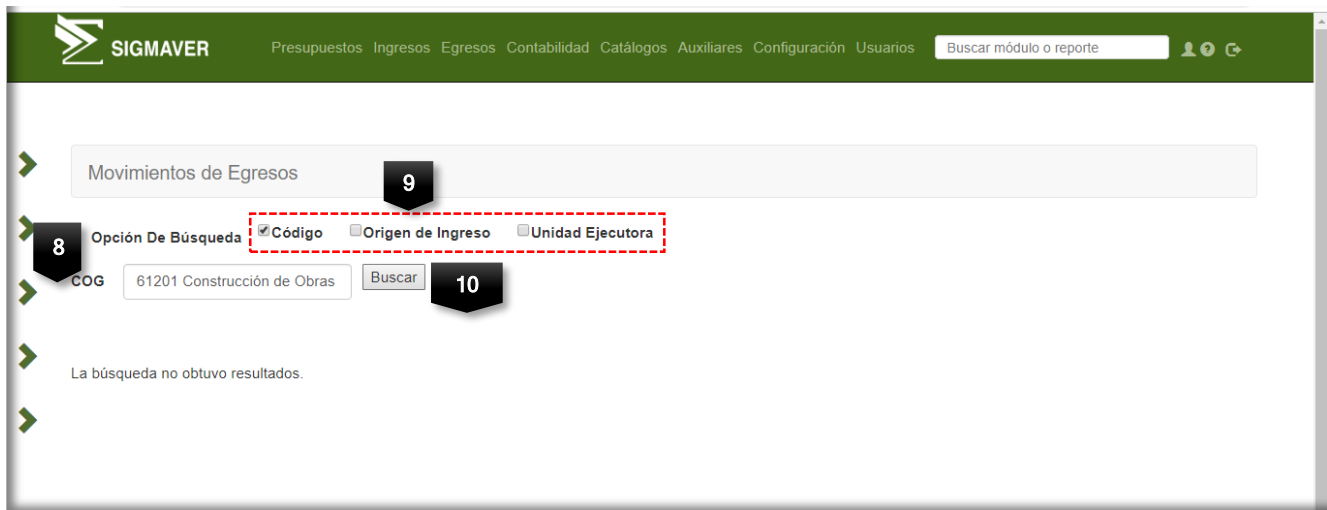 SIGMAVER Presupuestos Ingresos Egresos Contabilidad Catálogos Auxiliares Configuración Usuarios Buscar módulo o reporte
Movimientos de Egresos
9
8 Opción De Búsqueda Código Origen de Ingreso Unidad Ejecutora
COG 61201 Construcción de Obras Buscar 10
La búsqueda no obtuvo resultados.